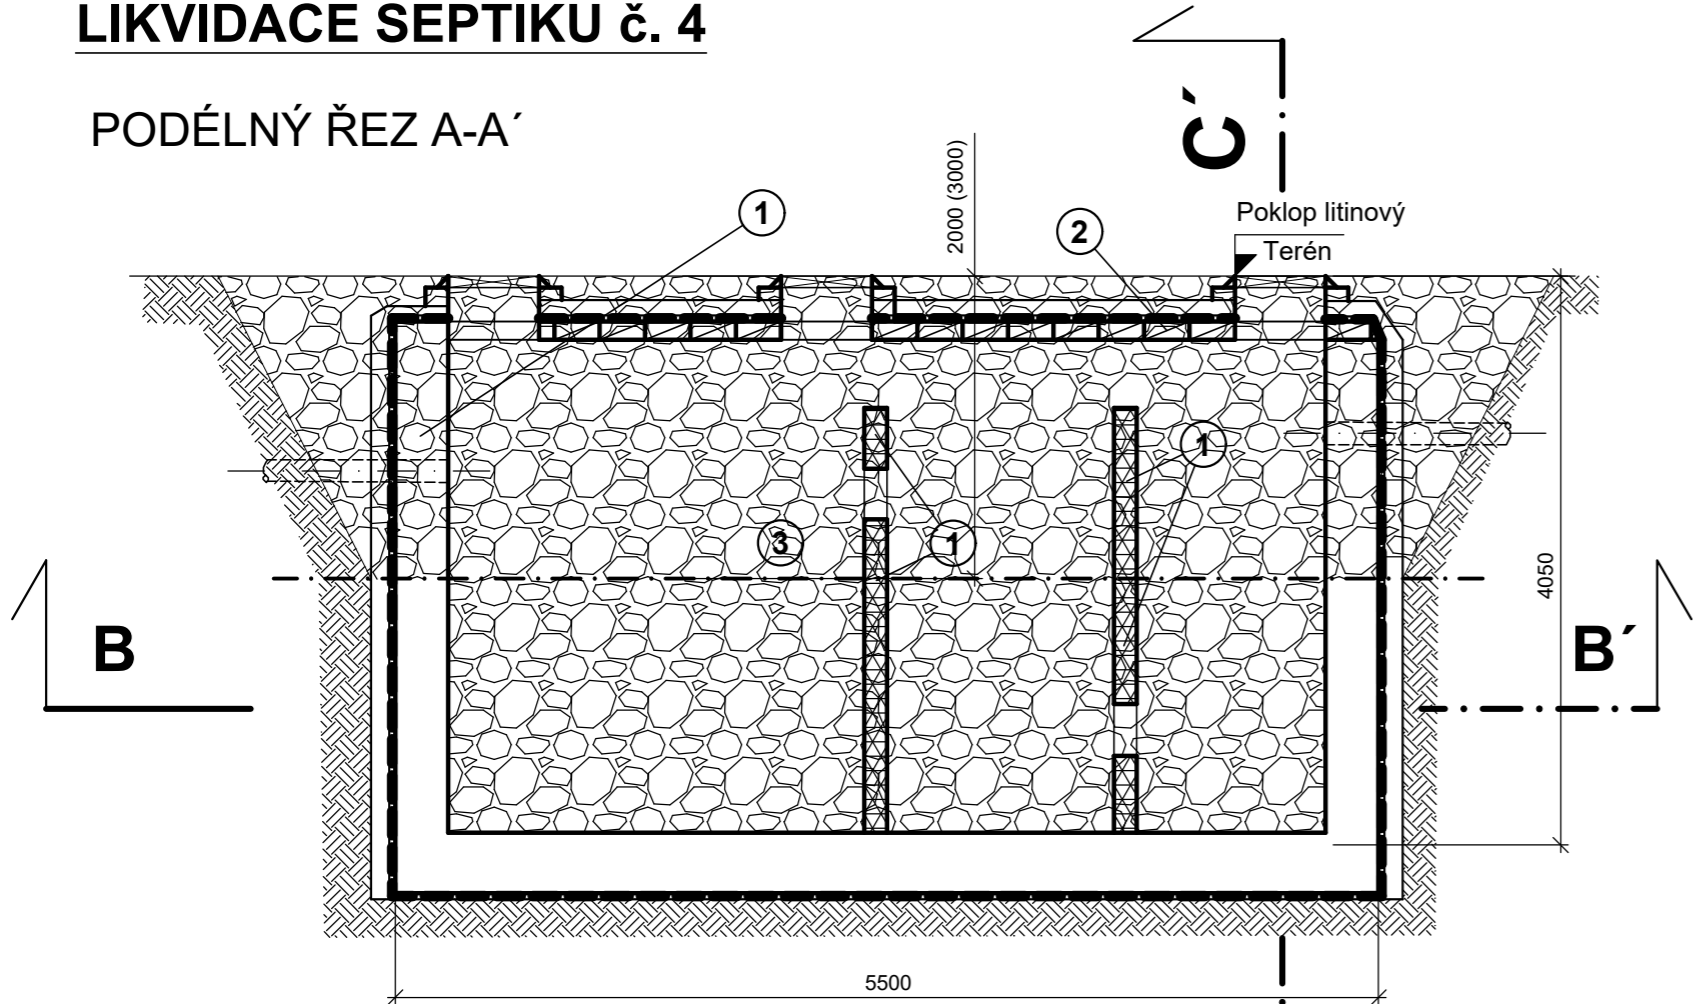 LIKVIDACE SEPTIKU č. 4
PODÉLNÝ ŘEZ A-A´
C´
2000 (3000)
1
2
Poklop litinový
Terén
1
3
1
4050
B
B´
5500